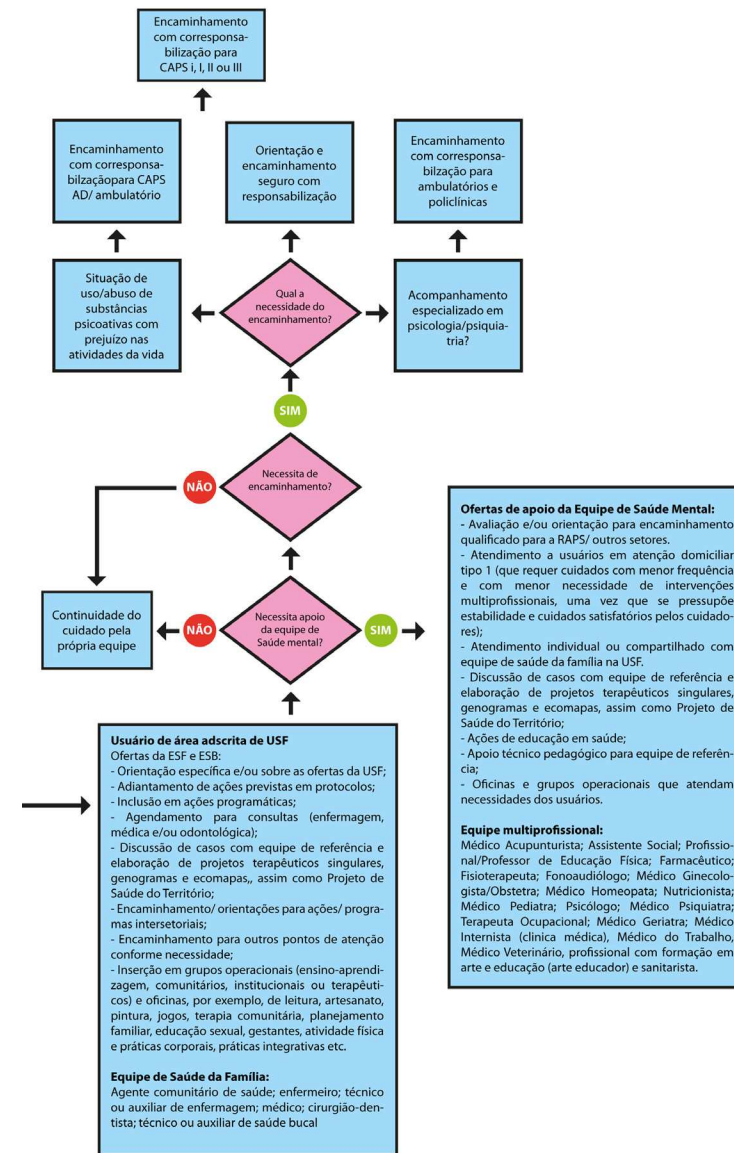 Encaminhamento
com corresponsa-
bilização para
CAPS i, I, II ou III
Encaminhamento
com corresponsa-
bilzaçãopara CAPS
AD/ ambulatório
Orientação e
encaminhamento
seguro com
responsabilização
Encaminhamento
com corresponsa-
bilzação para
ambulatórios e
policlínicas
Situação de
uso/abuso de
substâncias
psicoativas com
prejuízo nas
atividades da vida
Qual a
necessidade do
encaminhamento?
Acompanhamento
especializado em
psicologia/psiquia-
tria?
SIM
NÃO
Necessita de
encaminhamento?
Continuidade do
cuidado pela
própria equipe
NÃO
Necessita apoio
da equipe de
Saúde mental?
SIM
Ofertas de apoio da Equipe de Saúde Mental:
- Avaliação e/ou orientação para encaminhamento
qualificado para a RAPS/ outros setores.
- Atendimento a usuários em atenção domiciliar
tipo 1 (que requer cuidados com menor frequência
e com menor necessidade de intervenções
multiprofissionais, uma vez que se pressupõe
estabilidade e cuidados satisfatórios pelos cuidado-
res);
- Atendimento individual ou compartilhado com
equipe de saúde da família na USF.
- Discussão de casos com equipe de referência e
elaboração de projetos terapêuticos singulares,
genogramas e ecomapas, assim como Projeto de
Saúde do Território;
- Ações de educação em saúde;
- Apoio técnico pedagógico para equipe de referên-
cia;
- Oficinas e grupos operacionais que atendam
necessidades dos usuários.
Equipe multiprofissional:
Médico Acupunturista; Assistente Social; Profissio-
nal/Professor de Educação Física; Farmacêutico;
Fisioterapeuta; Fonoaudiólogo; Médico Ginecolo-
gista/Obstetra; Médico Homeopata; Nutricionista;
Médico Pediatra; Psicólogo; Médico Psiquiatra;
Terapeuta Ocupacional; Médico Geriatra; Médico
Internista (clinica médica), Médico do Trabalho,
Médico Veterinário, profissional com formação em
arte e educação (arte educador) e sanitarista.
Usuário de área adscrita de USF
Ofertas da ESF e ESB:
- Orientação específica e/ou sobre as ofertas da USF;
- Adiantamento de ações previstas em protocolos;
- Inclusão em ações programáticas;
- Agendamento para consultas (enfermagem,
médica e/ou odontológica);
- Discussão de casos com equipe de referência e
elaboração de projetos terapêuticos singulares,
genogramas e ecomapas,, assim como Projeto de
Saúde do Território;
- Encaminhamento/ orientações para ações/ progra-
mas intersetoriais;
- Encaminhamento para outros pontos de atenção
conforme necessidade;
- Inserção em grupos operacionais (ensino-aprendi-
zagem, comunitários, institucionais ou terapêuti-
cos) e oficinas, por exemplo, de leitura, artesanato,
pintura, jogos, terapia comunitária, planejamento
familiar, educação sexual, gestantes, atividade física
e práticas corporais, práticas integrativas etc.
Equipe de Saúde da Família:
Agente comunitário de saúde; enfermeiro; técnico
ou auxiliar de enfermagem; médico; cirurgião-den-
tista; técnico ou auxiliar de saúde bucal